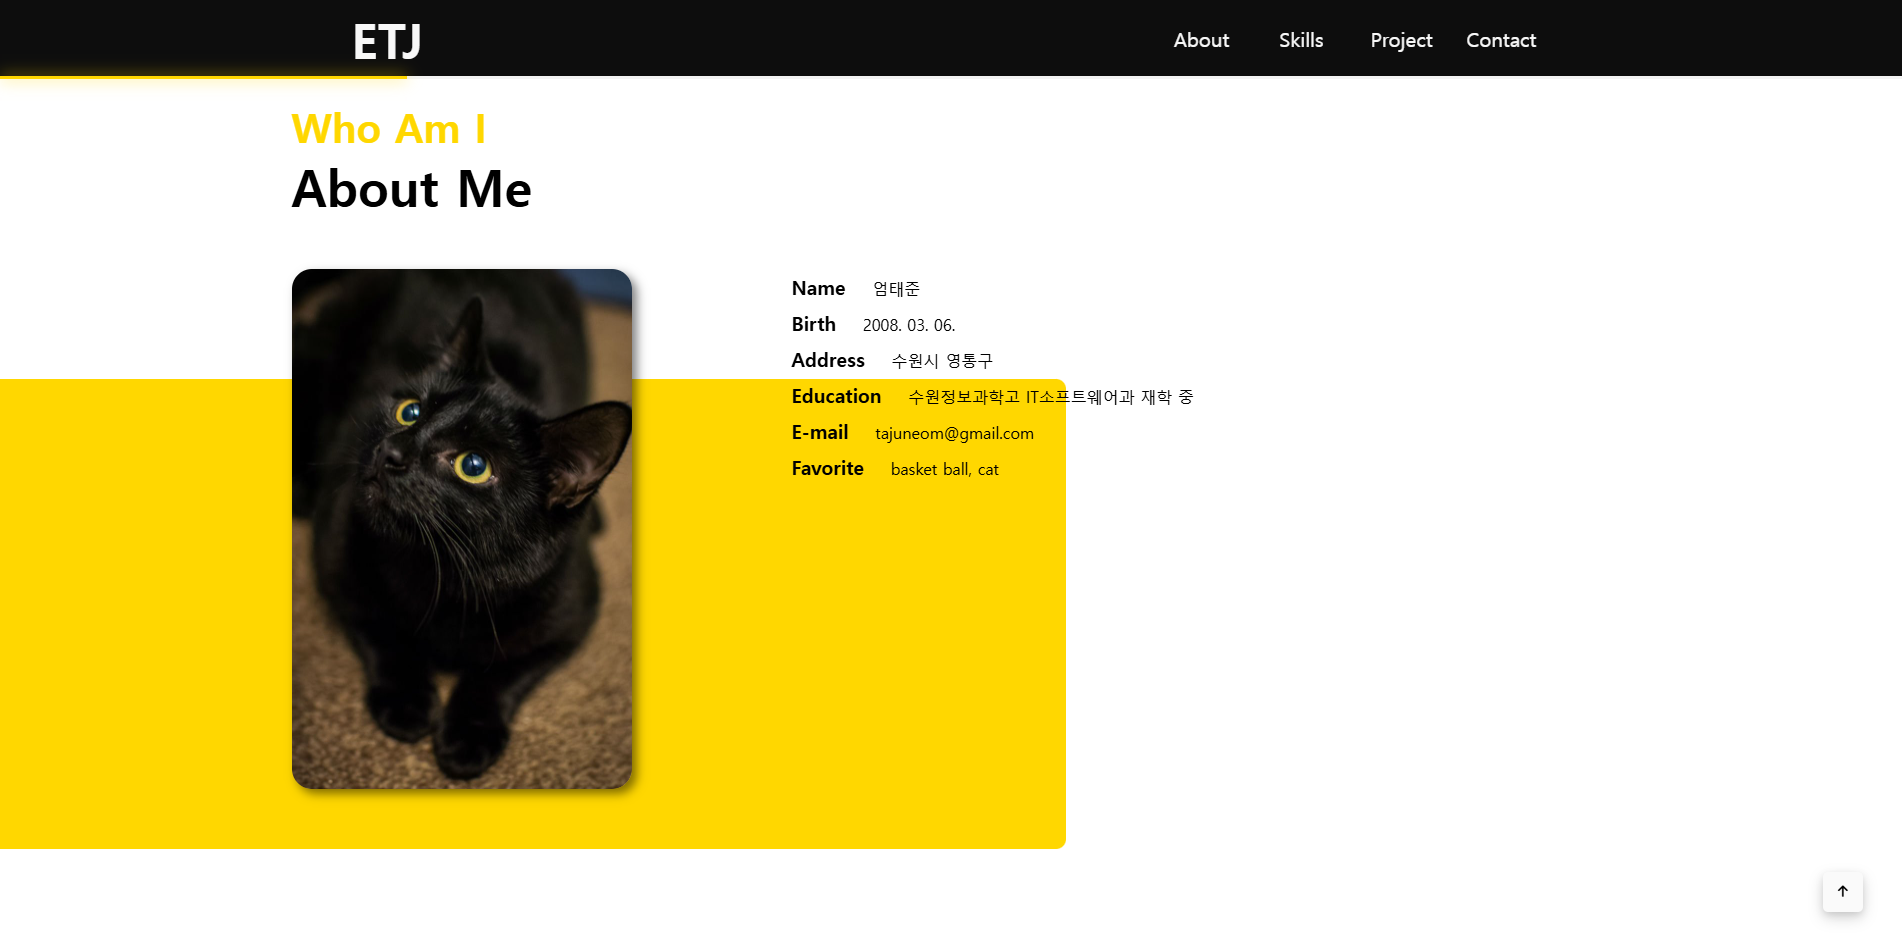 ETJ About Skills Project Contact
Who Am I
About Me
Name 엄태준
Birth 2008. 03. 06.
Address 수원시 영통구
Education 수원정보과학고 IT소프트웨어과 재학 중
E-mail tajuneom@gmail.com
Favorite basket ball, cat